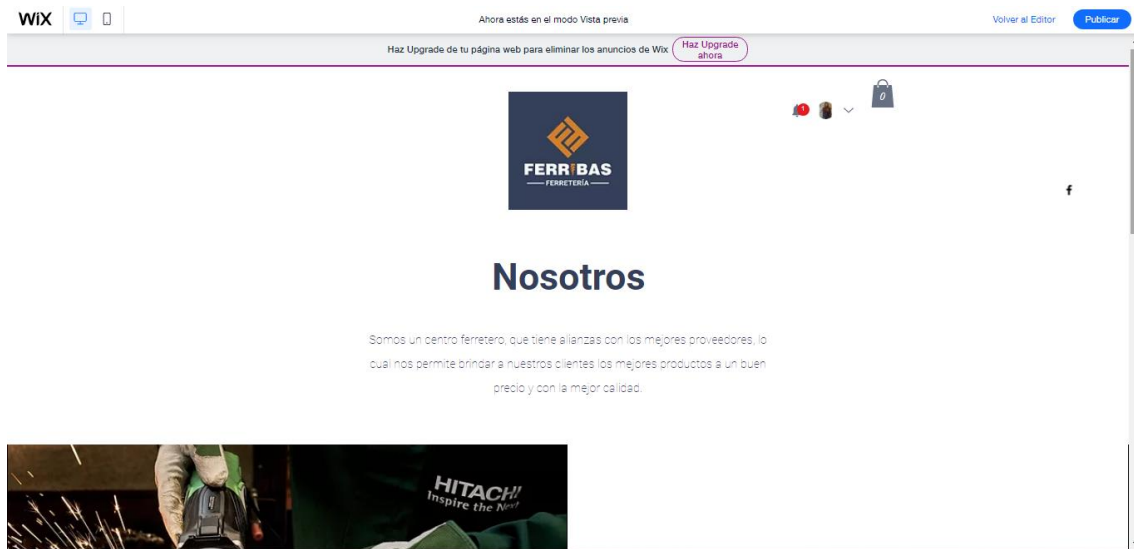 WiX
Ahora estás en el modo Vista previa
Volver al Editor
Publicar
Haz Upgrade de tu página web para eliminar los anuncios de Wix
Haz Upgrade
ahora
1
0
FERRIBAS
FERRETERÍA
f
Nosotros
Somos un centro ferretero, que tiene alianzas con los mejores proveedores, lo
cual nos permite brindar a nuestros clientes los mejores productos a un buen
precio y con la mejor calidad.
HITACHI
Inspire the Next